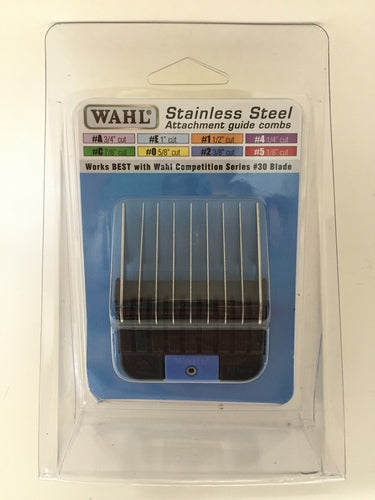 WAHL
Stainless Steel
Attachment guide combs
#A 3/4" cut #E 1" cut #1 1/2" cut #4 1/4" cut
#C 7/8" cut #0 5/8" cut #2 3/8" cut #5 1/8" cut
Works BEST with Wahl Competition Series #30 Blade